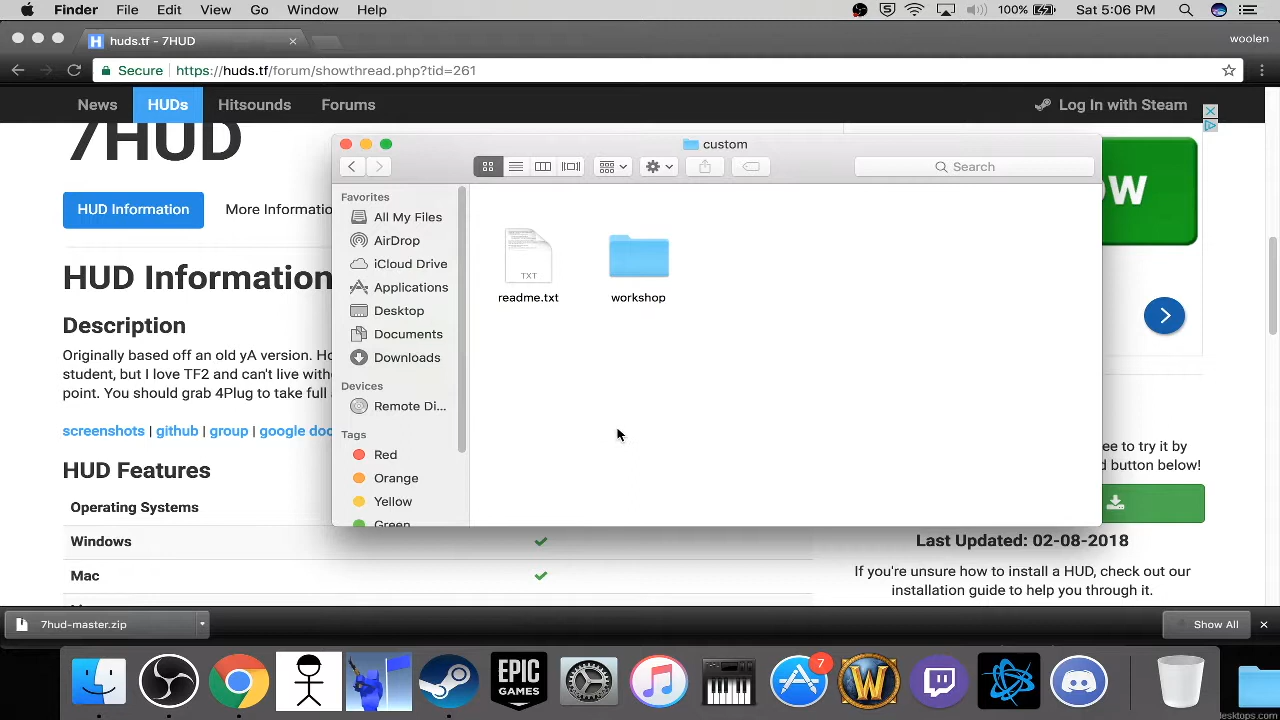 Finder File Edit View Go Window Help 100% Sat 5:06 PM
huds.tf - 7HUD
woolen
Secure https://huds.tf/forum/showthread.php?tid=261
News HUDs Hitsounds Forums Log In with Steam
7HUD
HUD Information More Informatio
HUD Information
Description
Originally based off an old yA version. Ho
student, but I love TF2 and can't live witho
point. You should grab 4Plug to take full
screenshots | github | group | google doc
HUD Features
Operating Systems
Windows
Mac
custom
Search
Favorites
All My Files
AirDrop
iCloud Drive
Applications
Desktop
Documents
Downloads
Devices
Remote Di...
Tags
Red
Orange
Yellow
Green
TXT
readme.txt
workshop
OW
ee to try it by
d button below!
Last Updated: 02-08-2018
If you're unsure how to install a HUD, check out our
installation guide to help you through it.
7hud-master.zip
Show All
EPIC
GAMES
7
W
desktops.com